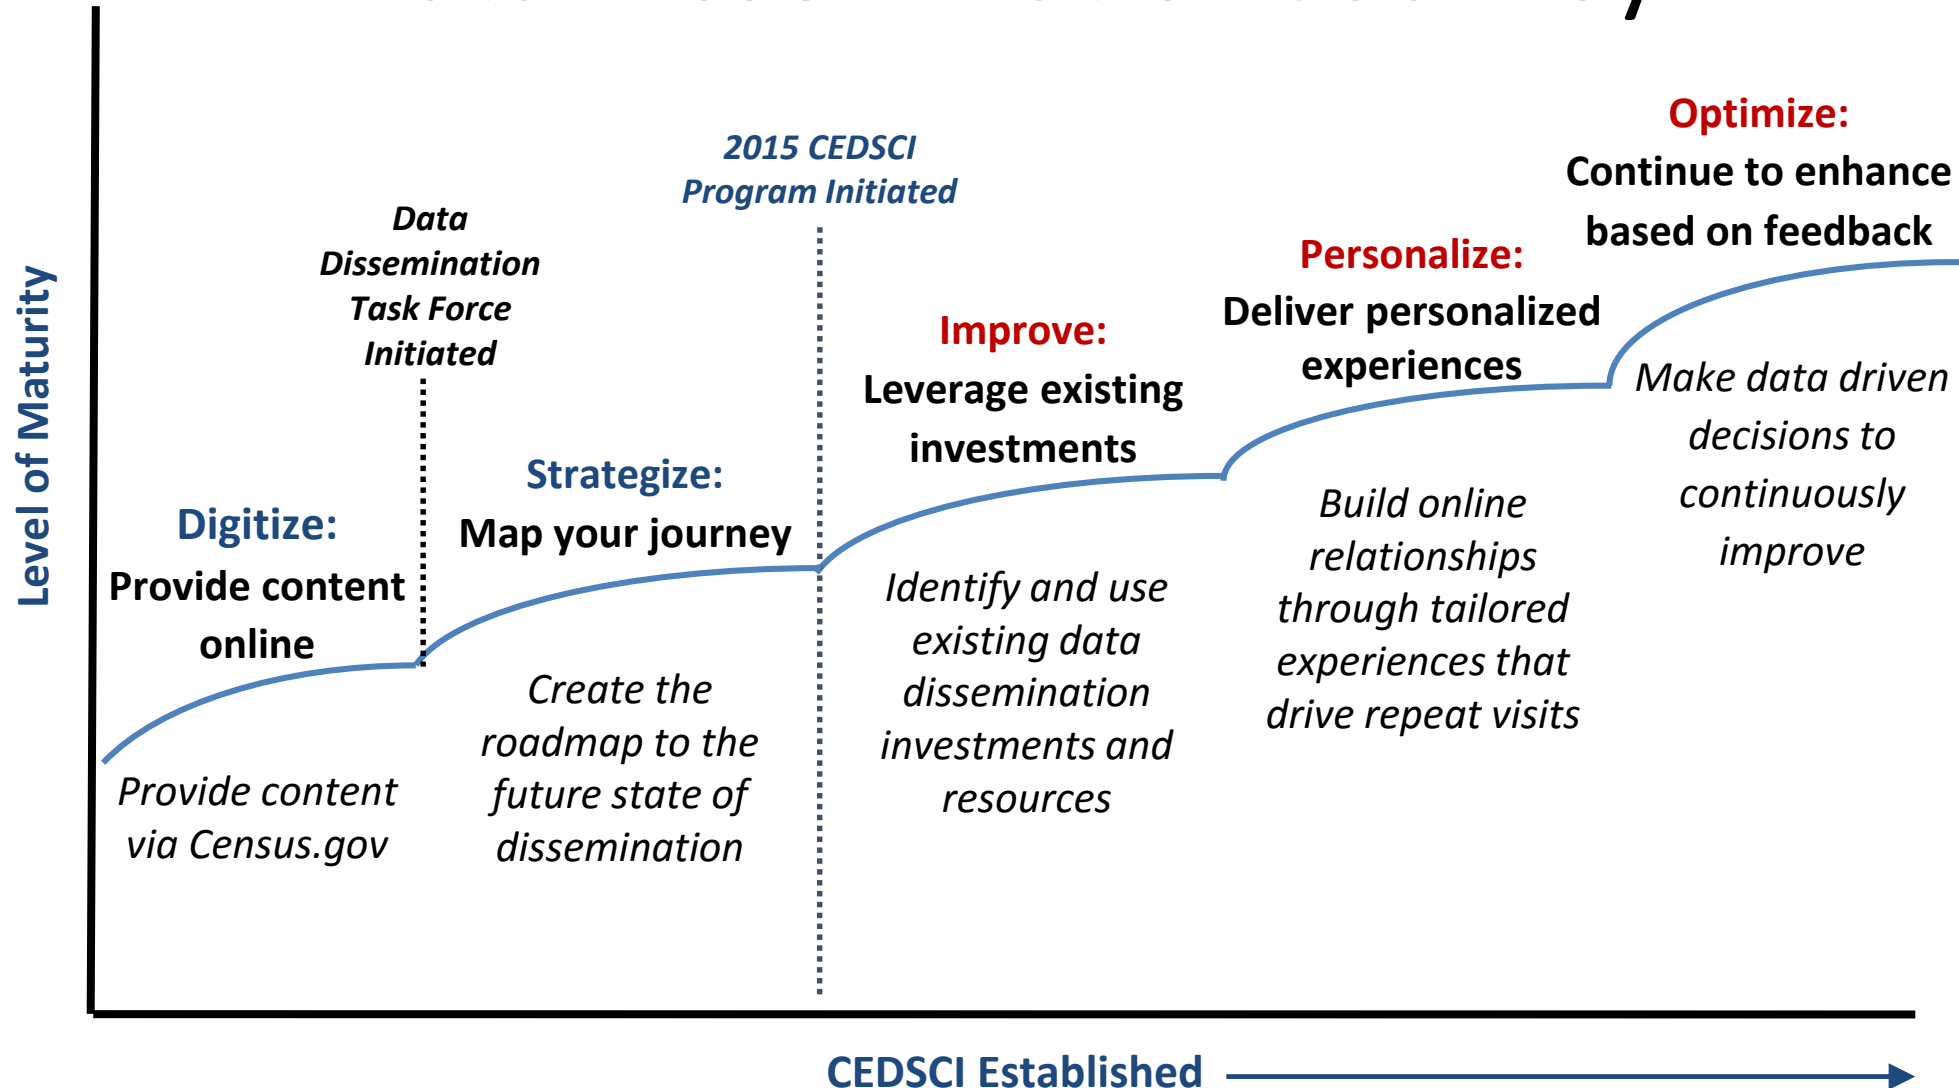 Optimize:
Continue to enhance
based on feedback
2015 CEDSCI
Program Initiated
Data
Dissemination
Task Force
Initiated
Personalize:
Deliver personalized
experiences
Improve:
Leverage existing
investments
Level of Maturity
Strategize:
Map your journey
Digitize:
Provide content
online
Make data driven
decisions to
continuously
improve
Build online
relationships
through tailored
experiences that
drive repeat visits
Identify and use
existing data
dissemination
investments and
resources
Create the
roadmap to the
future state of
dissemination
Provide content
via Census.gov
CEDSCI Established